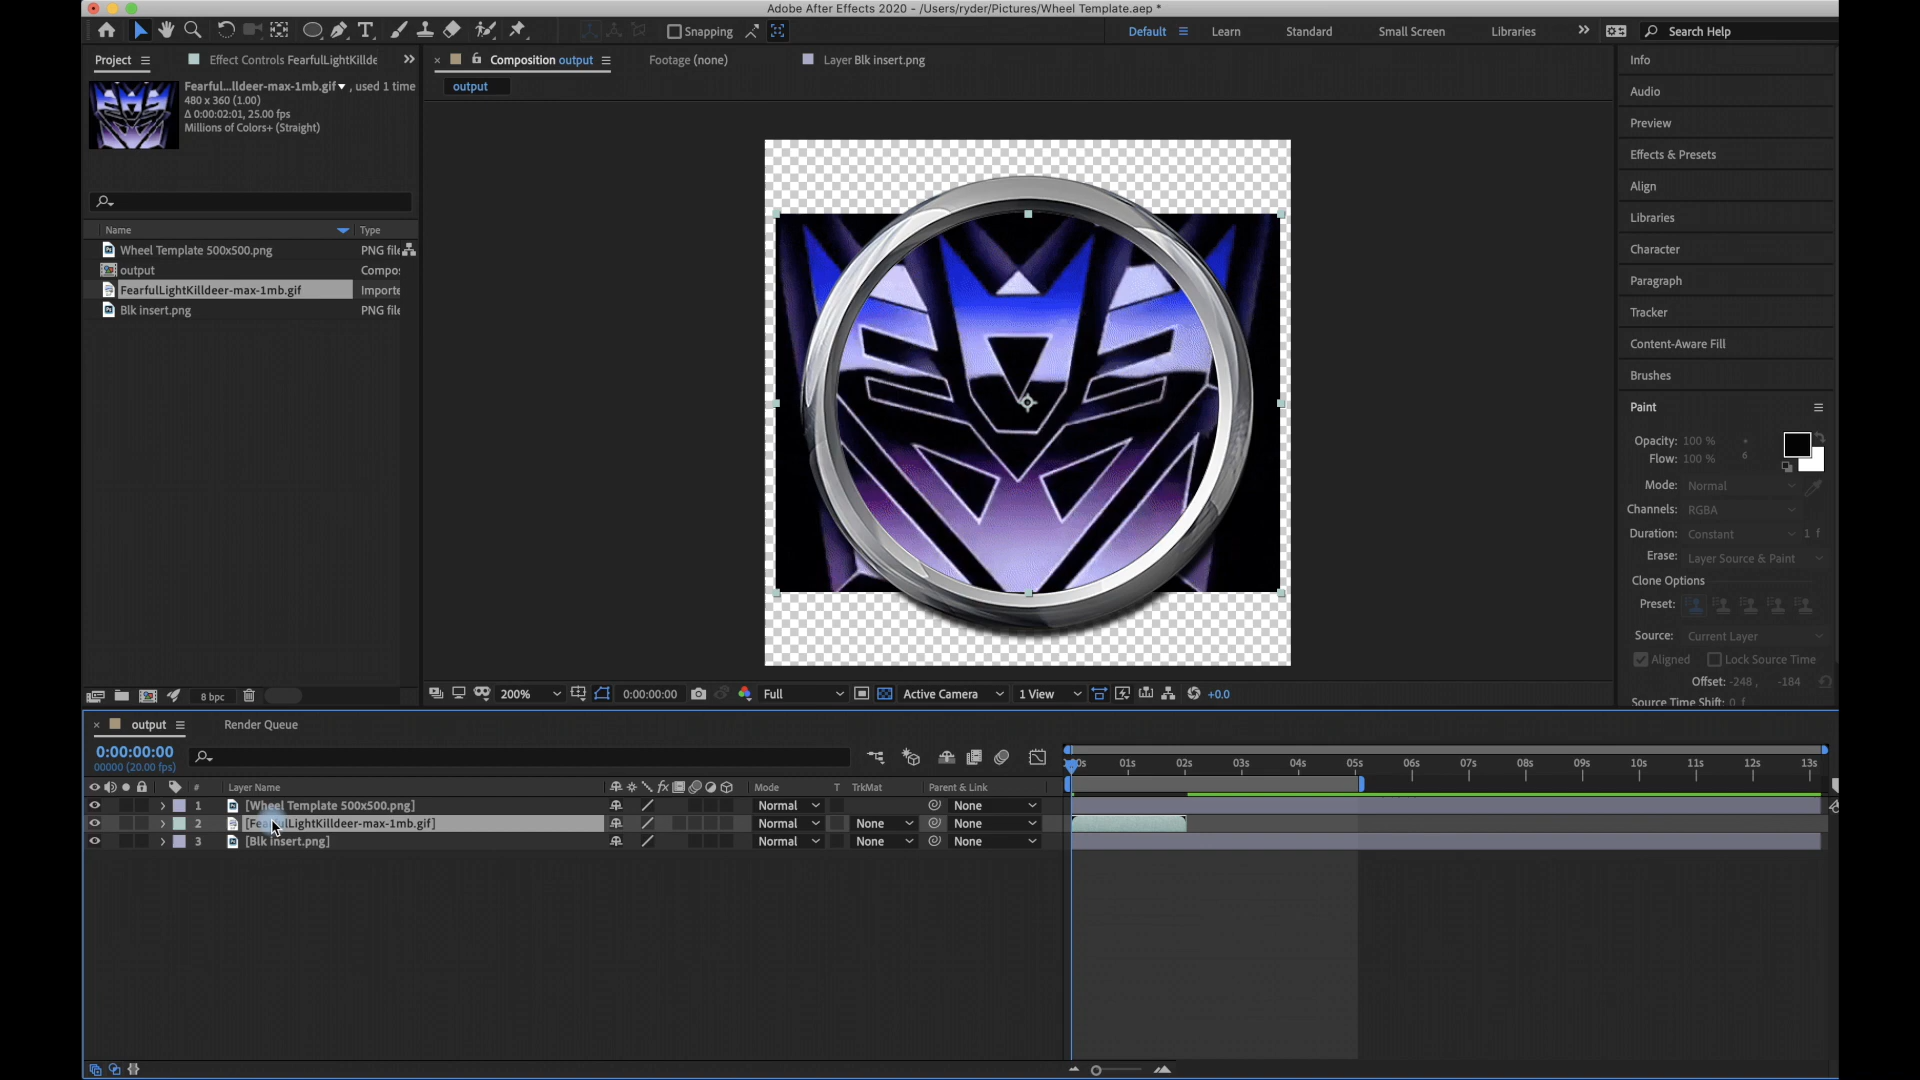 Adobe After Effects 2020 - /Users/ryder/Pictures/Wheel Template.aep *
Snapping
Default
Learn
Standard
Small Screen
Libraries
Search Help
Project
Effect Controls FearfulLightKillde
Composition output
Footage (none)
Layer Blk insert.png
output
Fearful...lldeer-max-1mb.gif , used 1 time
480 x 360 (1.00)
Δ 0:00:02:01, 25.00 fps
Millions of Colors+ (Straight)
Name
Type
Wheel Template 500x500.png
PNG file
output
Compos
FearfulLightKilldeer-max-1mb.gif
Importe
Blk insert.png
PNG file
Info
Audio
Preview
Effects & Presets
Align
Libraries
Character
Paragraph
Tracker
Content-Aware Fill
Brushes
Paint
Opacity: 100 %
Flow: 100 %
6
Mode: Normal
Channels: RGBA
Duration: Constant 1 f
Erase: Layer Source & Paint
Clone Options
Preset:
Source: Current Layer
Aligned Lock Source Time
Offset: -248 , -184
Source Time Shift: 0 f
8 bpc
200%
0:00:00:00
Full
Active Camera
1 View
+0.0
output
Render Queue
0:00:00:00
00000 (20.00 fps)
# Layer Name
Mode T TrkMat Parent & Link
1 [Wheel Template 500x500.png] Normal None
2 [FearfulLightKilldeer-max-1mb.gif] Normal None None
3 [Blk insert.png] Normal None None
01s 02s 03s 04s 05s 06s 07s 08s 09s 10s 11s 12s 13s